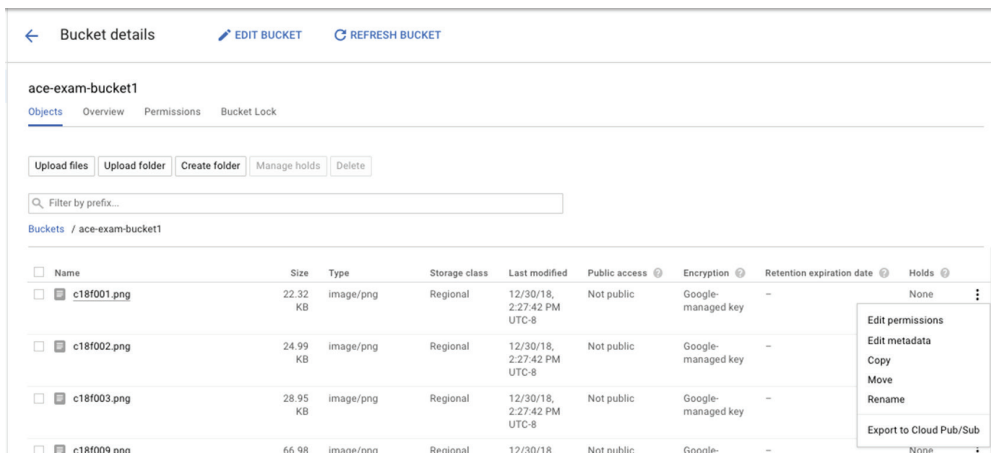 Bucket details EDIT BUCKET REFRESH BUCKET
ace-exam-bucket1
Objects Overview Permissions Bucket Lock
Upload files Upload folder Create folder Manage holds Delete
Filter by prefix...
Buckets / ace-exam-bucket1
Name Size Type Storage class Last modified Public access Encryption Retention expiration date Holds
c18f001.png 22.32 KB image/png Regional 12/30/18, 2:27:42 PM UTC-8 Not public Google-managed key – None
Edit permissions
Edit metadata
Copy
Move
Rename
Export to Cloud Pub/Sub
c18f002.png 24.99 KB image/png Regional 12/30/18, 2:27:42 PM UTC-8 Not public Google-managed key –
c18f003.png 28.95 KB image/png Regional 12/30/18, 2:27:42 PM UTC-8 Not public Google-managed key –
c18f009.png 66.98 image/png Regional 12/30/18, Not public Google- – None